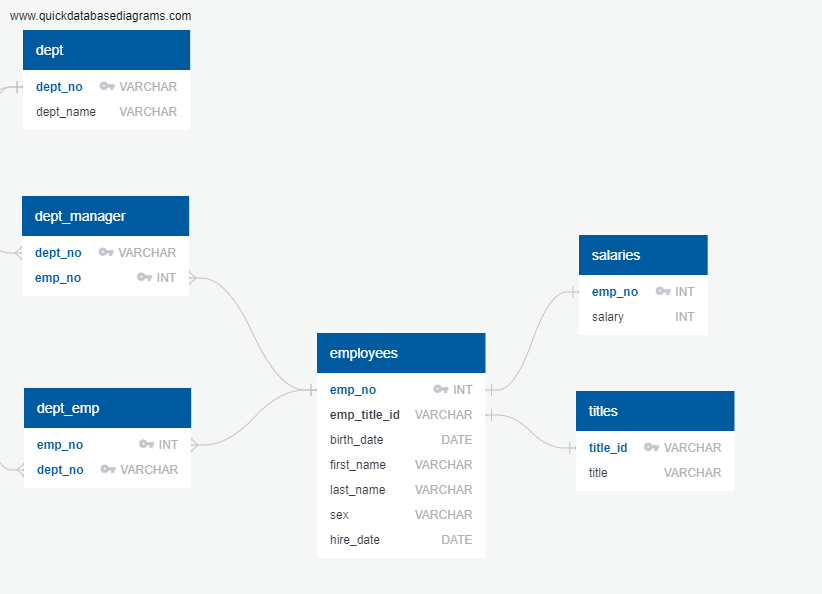 www.quickdatabasediagrams.com
dept
dept_no VARCHAR
dept_name VARCHAR
dept_manager
dept_no VARCHAR
emp_no INT
dept_emp
emp_no INT
dept_no VARCHAR
employees
emp_no INT
emp_title_id VARCHAR
birth_date DATE
first_name VARCHAR
last_name VARCHAR
sex VARCHAR
hire_date DATE
salaries
emp_no INT
salary INT
titles
title_id VARCHAR
title VARCHAR